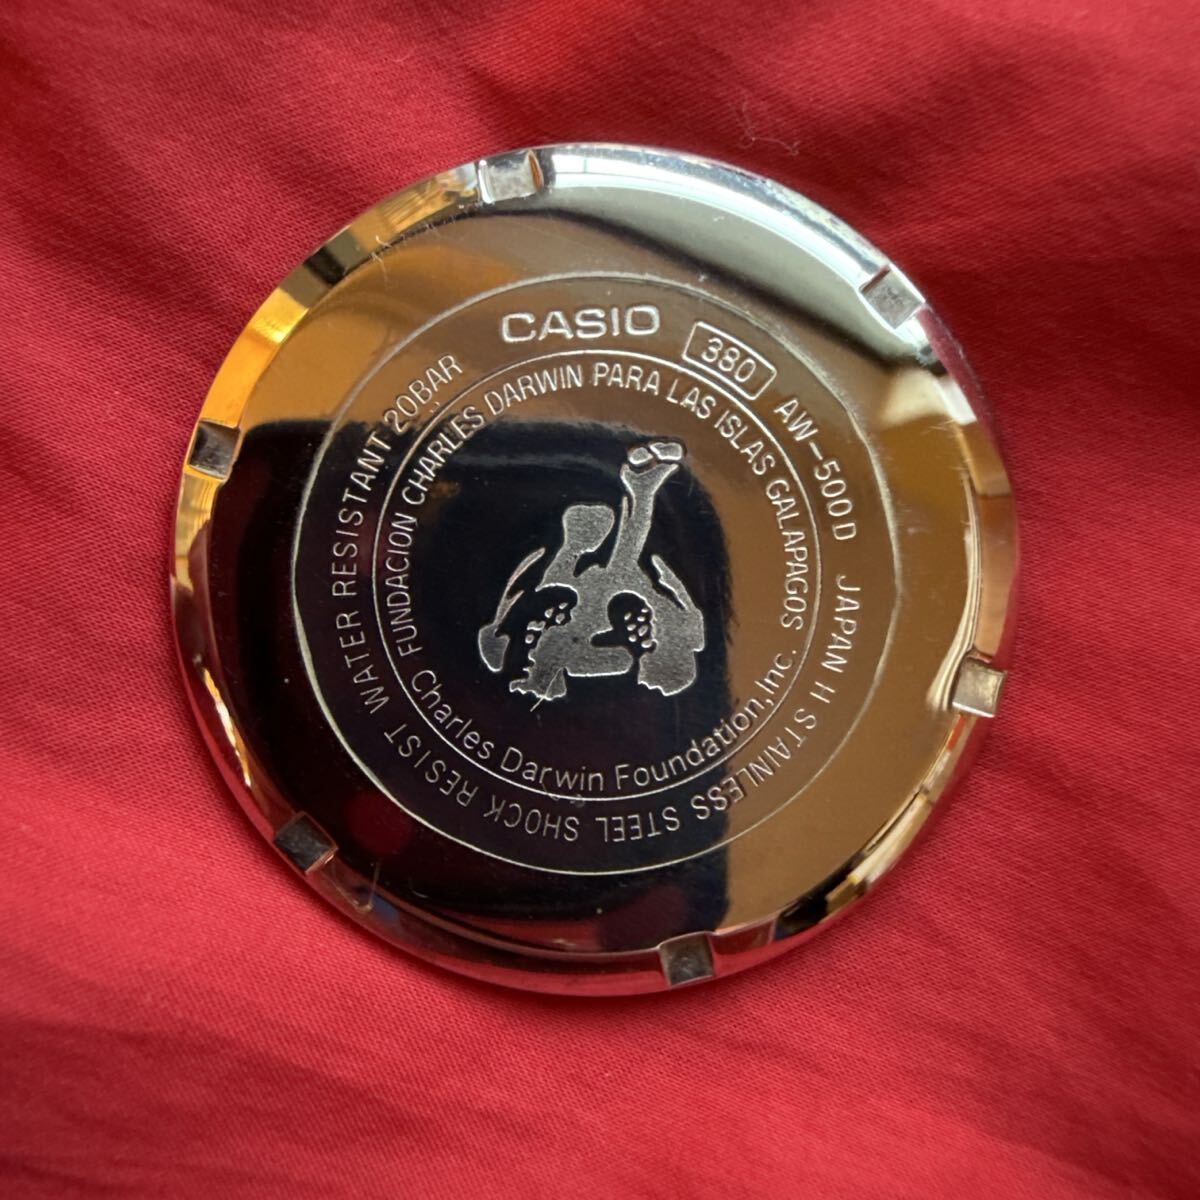 CASIO
380 AW-500D JAPAN H STAINLESS STEEL SHOCK RESIST WATER RESISTANT 20BAR
FUNDACION CHARLES DARWIN PARA LAS ISLAS GALAPAGOS
Charles Darwin Foundation, Inc.